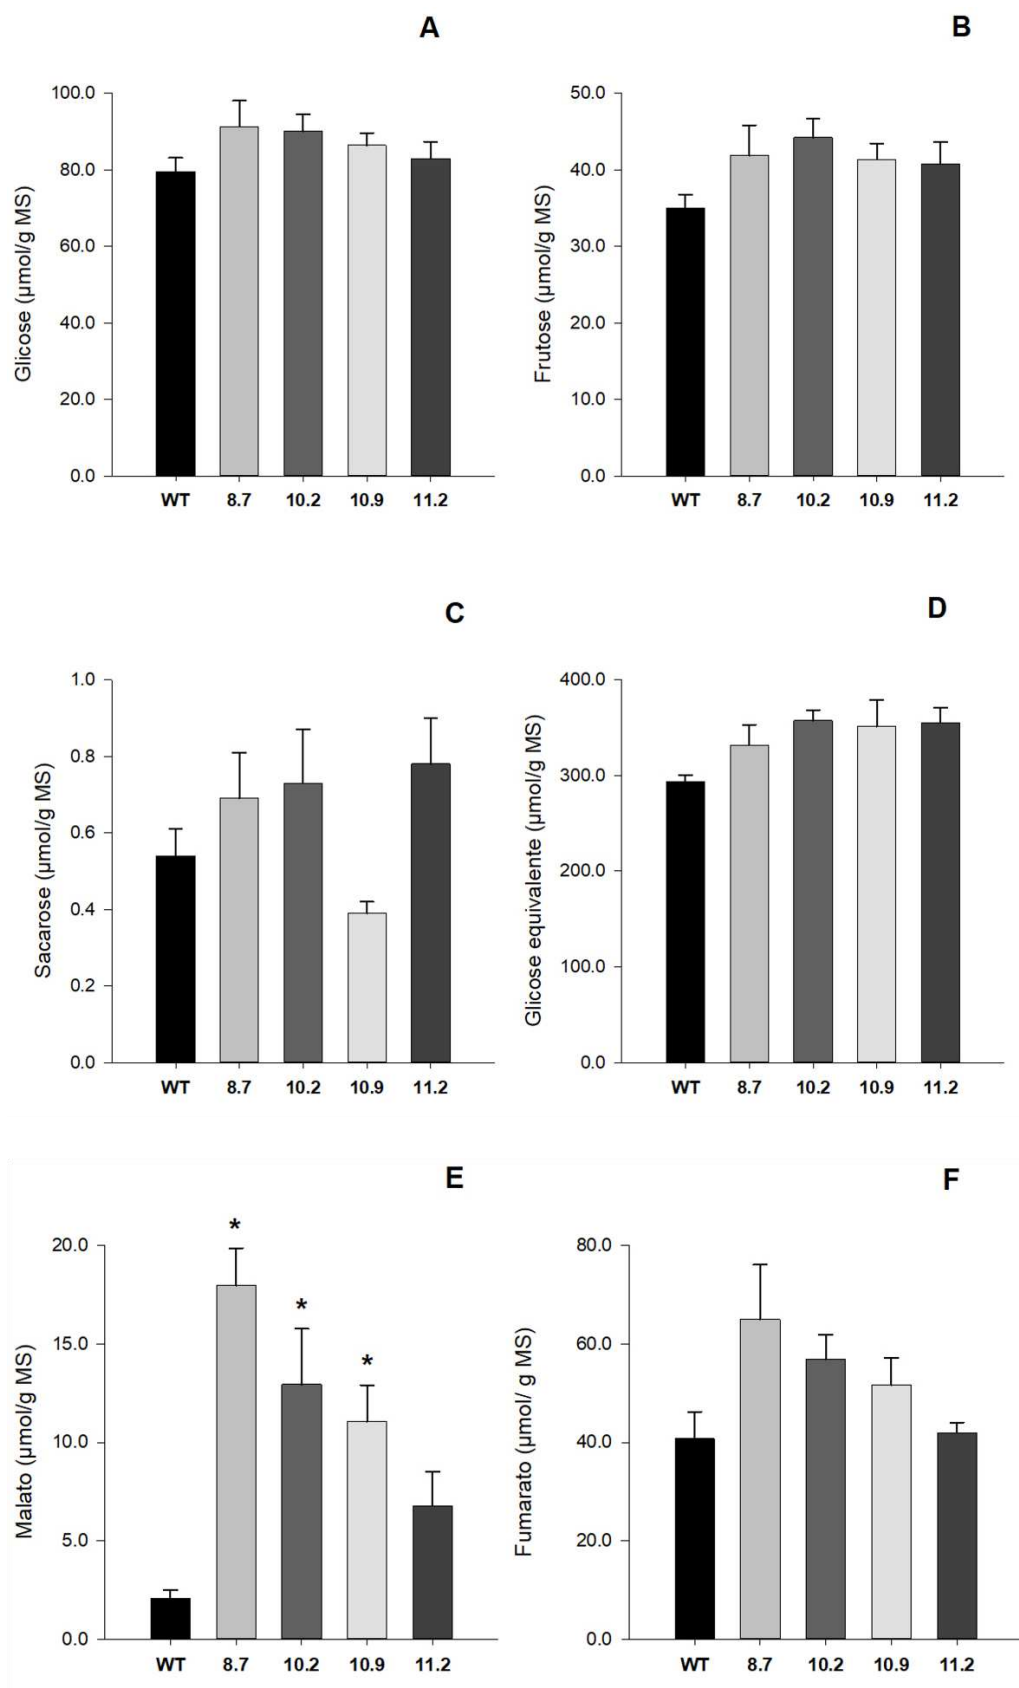 A
Glicose (µmol/g MS)
100.0
80.0
60.0
40.0
20.0
0.0
WT 8.7 10.2 10.9 11.2
B
Frutose (µmol/g MS)
50.0
40.0
30.0
20.0
10.0
0.0
WT 8.7 10.2 10.9 11.2
C
Sacarose (µmol/g MS)
1.0
0.8
0.6
0.4
0.2
0.0
WT 8.7 10.2 10.9 11.2
D
Glicose equivalente (µmol/g MS)
400.0
300.0
200.0
100.0
0.0
WT 8.7 10.2 10.9 11.2
E
Malato (µmol/g MS)
20.0
15.0
10.0
5.0
0.0
*
*
*
WT 8.7 10.2 10.9 11.2
F
Fumarato (µmol/ g MS)
80.0
60.0
40.0
20.0
0.0
WT 8.7 10.2 10.9 11.2